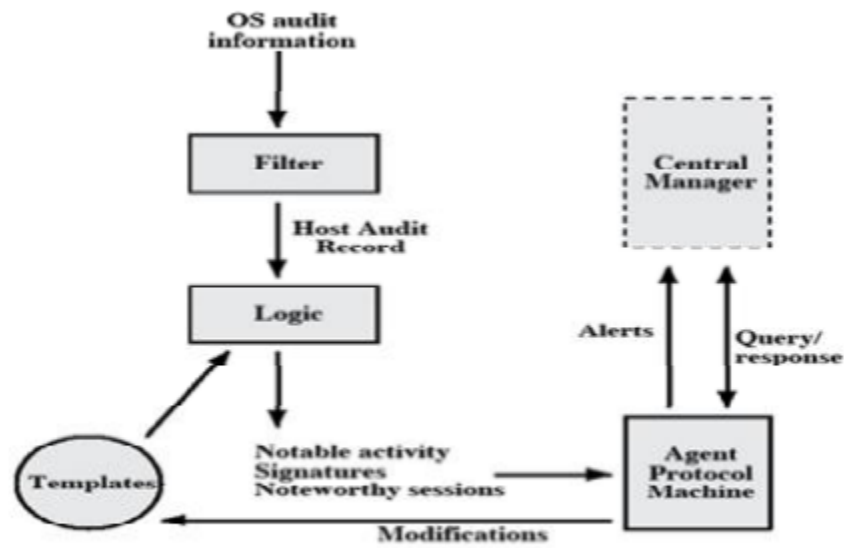 OS audit
information
Filter
Host Audit
Record
Logic
Templates
Notable activity
Signatures
Noteworthy sessions
Modifications
Central
Manager
Alerts
Query/
response
Agent
Protocol
Machine